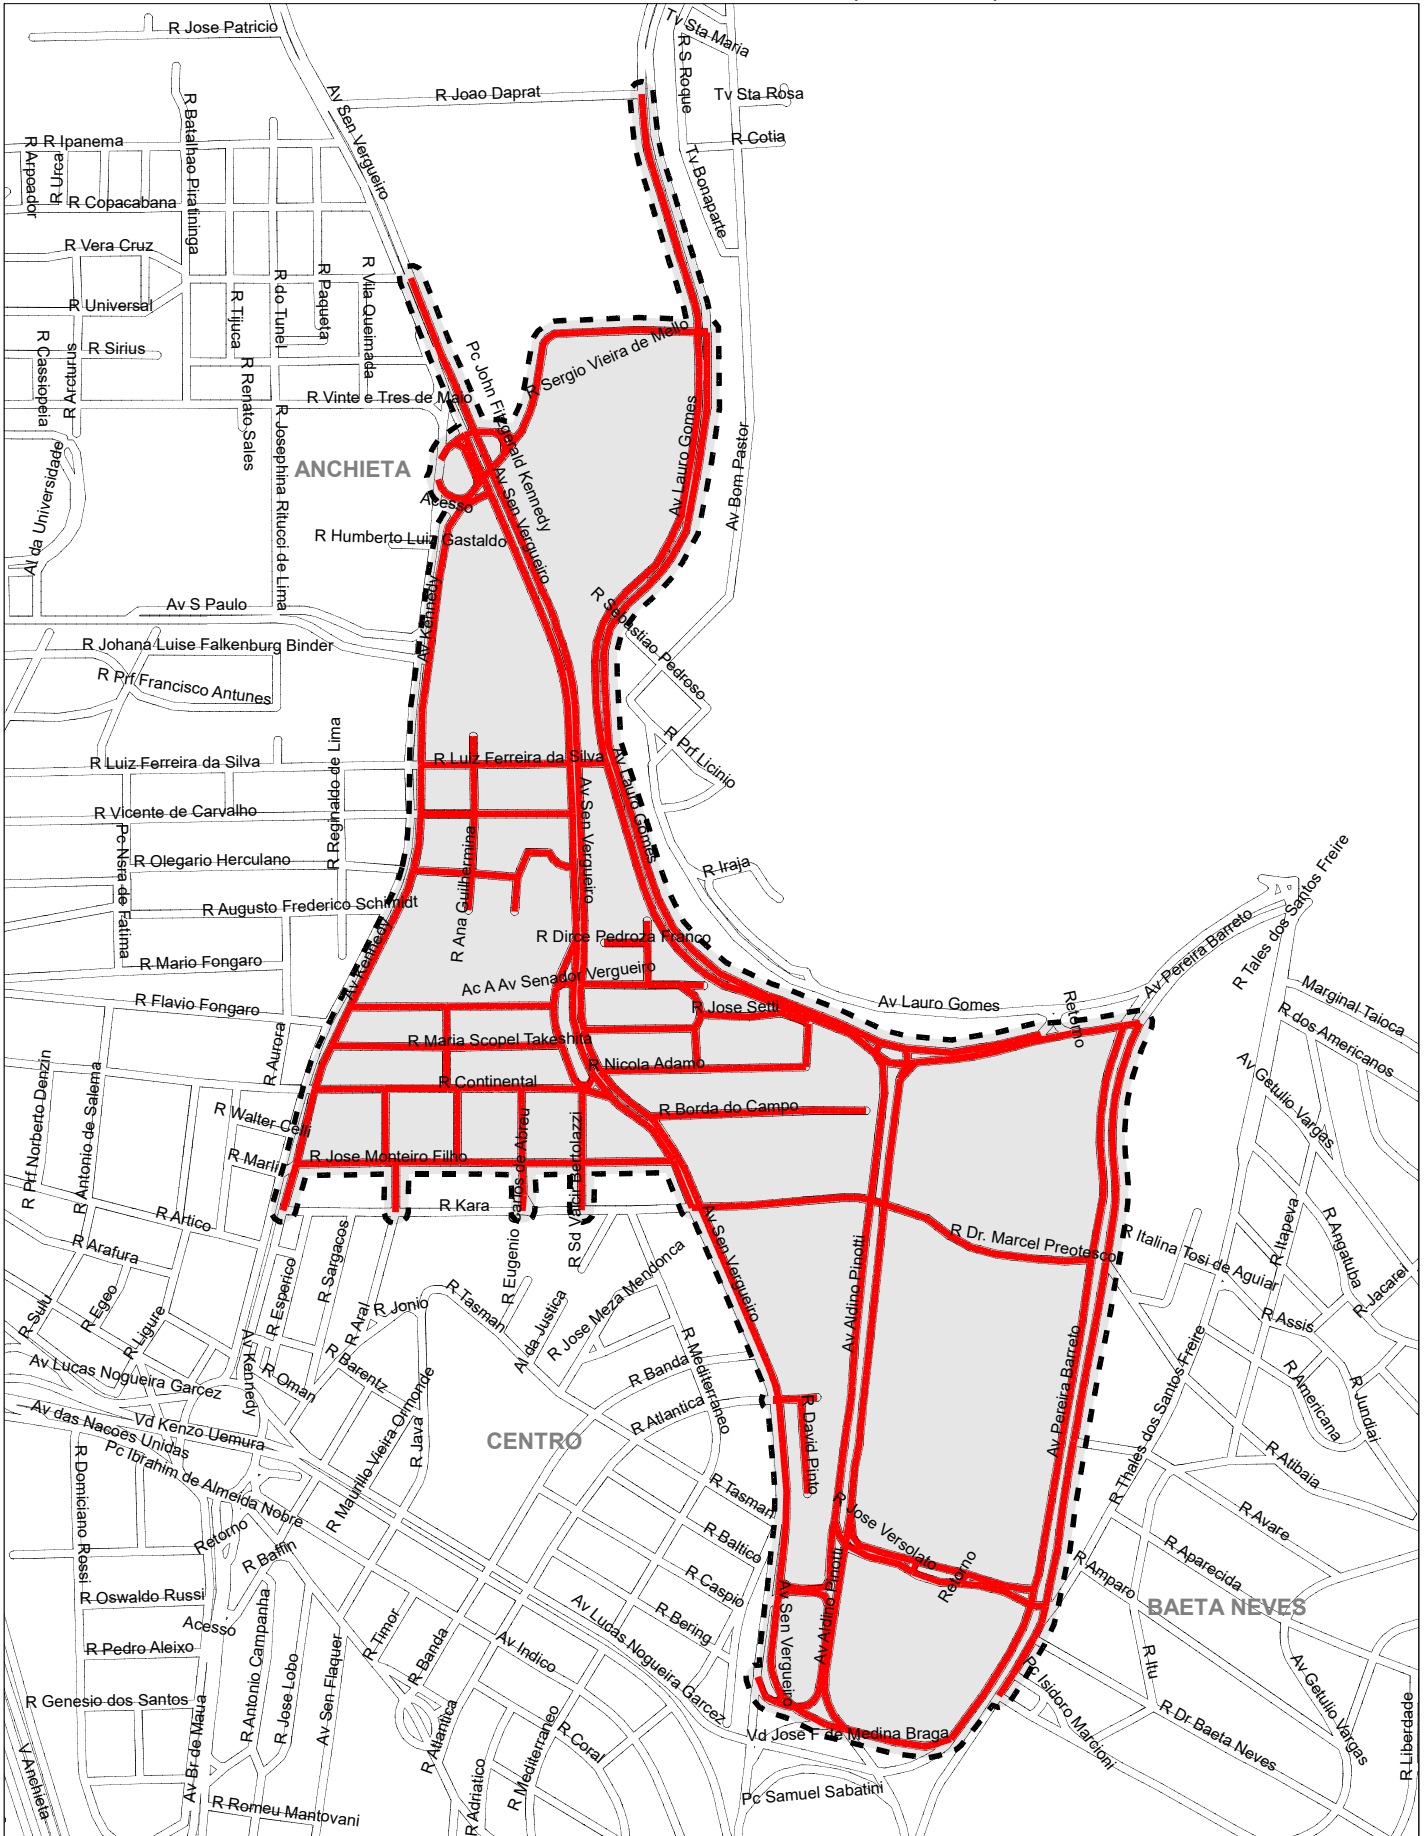 R Jose Patricio
Tv Sta Maria
R S Roque
Av Sen Vergueiro
R Joao Daprat
Tv Sta Rosa
R Batalhao Piratininga
R Cotia
R Ipanema
R Arpoador
R Urca
Tv Bonaparte
R Copacabana
R Vera Cruz
R do Tunel
R Paqueta
R Vila Queimada
R Universal
R Tijuca
R Cassiopeia
R Arcturus
R Sirius
R Renato Sales
Pc John Fitzgerald Kennedy
R Sergio Vieira de Mello
R Vinte e Tres de Maio
R Josephina Ritucci de Lima
Av Lauro Gomes
Av Bom Pastor
ANCHIETA
Al da Universidade
Acesso
Av Sen Vergueiro
R Humberto Luiz Gastaldo
Av Kennedy
R Sebastiao Pedroso
Av S Paulo
R Johana Luise Falkenburg Binder
R Prf Francisco Antunes
R Reginaldo de Lima
R Prf Licinio
R Luiz Ferreira da Silva
R Luiz Ferreira da Silva
Av Lauro Gomes
Av Sen Vergueiro
R Vicente de Carvalho
Pc Nsra de Fatima
R Ana Guilhermina
R Olegario Herculano
R Iraja
R Tales dos Santos Freire
R Augusto Frederico Schimidt
Av Kennedy
R Dirce Pedroza Franco
Av Pereira Barreto
R Mario Fongaro
Ac A Av Senador Vergueiro
R Flavio Fongaro
R Jose Setti
Av Lauro Gomes
Retorno
Marginal Taioca
R dos Americanos
R Aurora
R Maria Scopel Takeshita
R Nicola Adamo
R Prf Norberto Denzin
R Antonio de Salema
R Continental
Av Getulio Vargas
R Walter Celli
R Borda do Campo
R Eugenio Carlos de Abreu
R Sd Valcir Bertolazzi
R Marli
R Jose Monteiro Filho
R Kara
R Artico
Av Sen Vergueiro
R Dr. Marcel Preotesco
R Italina Tosi de Aguiar
R Itapeva
R Angatuba
R Jacarei
R Arafura
R Sulu
R Egeo
R Ligure
R Esperico
R Sargacos
R Aral
R Jonio
R Tasman
Al da Justica
R Jose Meza Mendonca
R Mediterraneo
Av Aldino Pinotti
R Assis
R Barentz
Av Kennedy
R Oman
R Banda
Av Pereira Barreto
R Thales dos Santos Freire
R Americana
R Jundiai
Av Lucas Nogueira Garcez
Av das Nacoes Unidas
Vd Kenzo Uemura
Pc Ibrahim de Almeida Nobre
R Maurillo Vieira Ormonde
R Java
CENTRO
R Atlantica
R David Pinto
R Atibaia
R Domiciano Rossi
R Tasman
R Jose Versolato
R Avare
Retorno
R Baffin
R Baltico
R Aparecida
R Oswaldo Russi
R Caspio
Retorno
R Amparo
BAETA NEVES
Acesso
R Antonio Campanha
R Timor
R Banda
R Bering
Av Lucas Nogueira Garcez
Av Sen Vergueiro
Av Aldino Pinotti
R Pedro Aleixo
R Jose Lobo
Av Sen Flaquer
Av Indico
R Itu
Pc Isidoro Marcioni
Av Getulio Vargas
R Genesio dos Santos
Av Br de Maua
R Atlantica
R Mediterraneo
R Coral
Vd Jose F de Medina Braga
R Dr Baeta Neves
R Liberdade
V Anchieta
R Romeu Mantovani
R Adriatico
Pc Samuel Sabatini